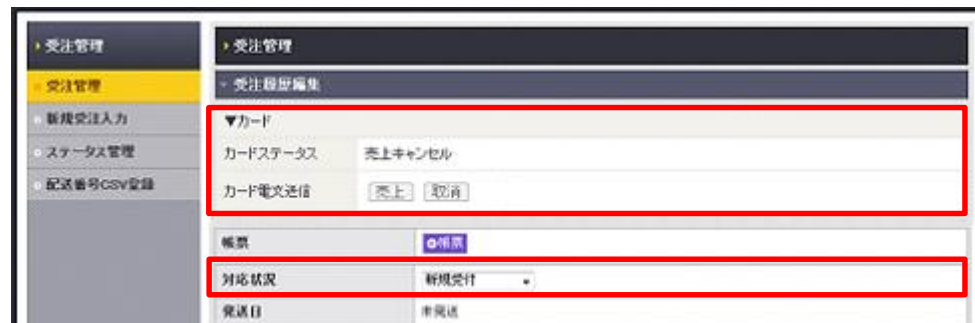 受注管理
受注管理
新規受注入力
ステータス管理
配送番号CSV登録
受注管理
受注履歴編集
▼カード
カードステータス 売上キャンセル
カード電文送信 売上 取消
帳票 帳票
対応状況 新規受付
発送日 未発送